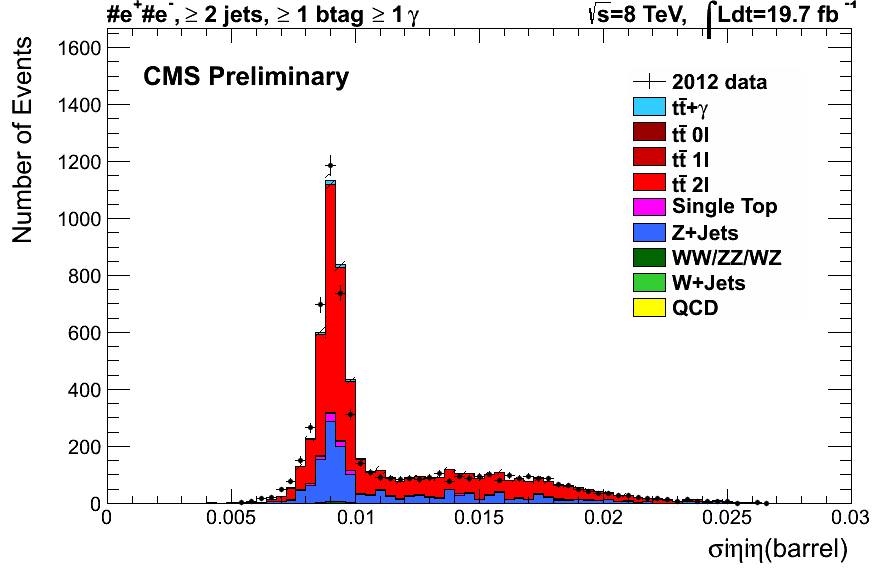 #e⁺#e⁻, ≥ 2 jets, ≥ 1 btag ≥ 1 γ
√s=8 TeV, ∫Ldt=19.7 fb⁻¹
CMS Preliminary
2012 data
tt̄+γ
tt̄ 0l
tt̄ 1l
tt̄ 2l
Single Top
Z+Jets
WW/ZZ/WZ
W+Jets
QCD
Number of Events
1600
1400
1200
1000
800
600
400
200
0
0 0.005 0.01 0.015 0.02 0.025 0.03
σiηiη(barrel)